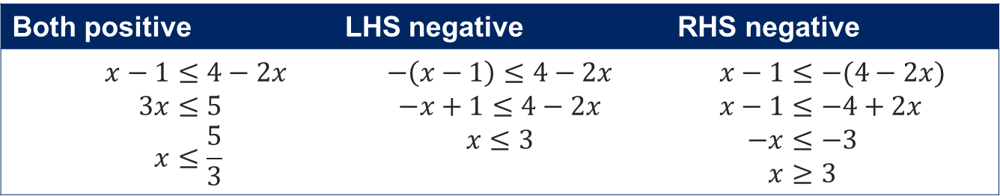 Both positive
x − 1 ≤ 4 − 2x
3x ≤ 5
x ≤ 5/3
LHS negative
−(x − 1) ≤ 4 − 2x
−x + 1 ≤ 4 − 2x
x ≤ 3
RHS negative
x − 1 ≤ −(4 − 2x)
x − 1 ≤ −4 + 2x
−x ≤ −3
x ≥ 3